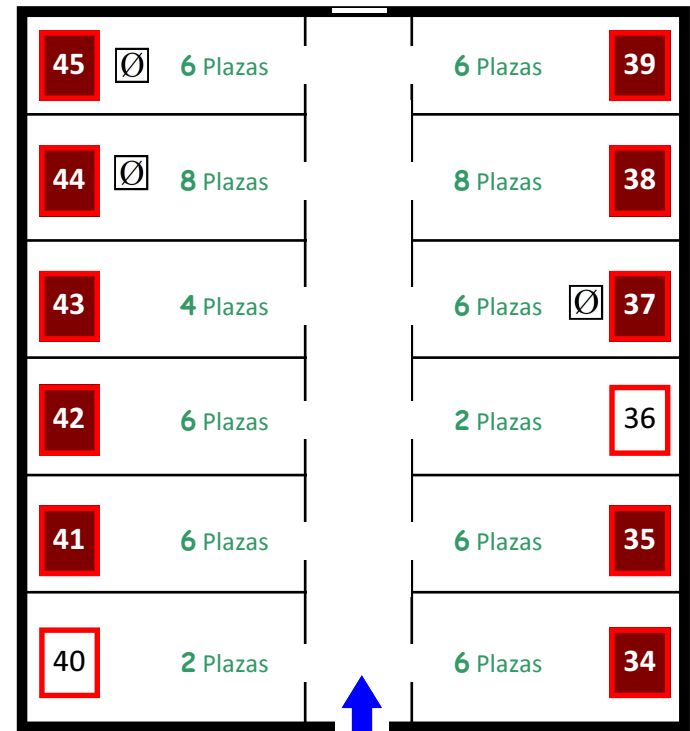 45 Ø 6 Plazas 6 Plazas 39
44 Ø 8 Plazas 8 Plazas 38
43 4 Plazas 6 Plazas Ø 37
42 6 Plazas 2 Plazas 36
41 6 Plazas 6 Plazas 35
40 2 Plazas 6 Plazas 34